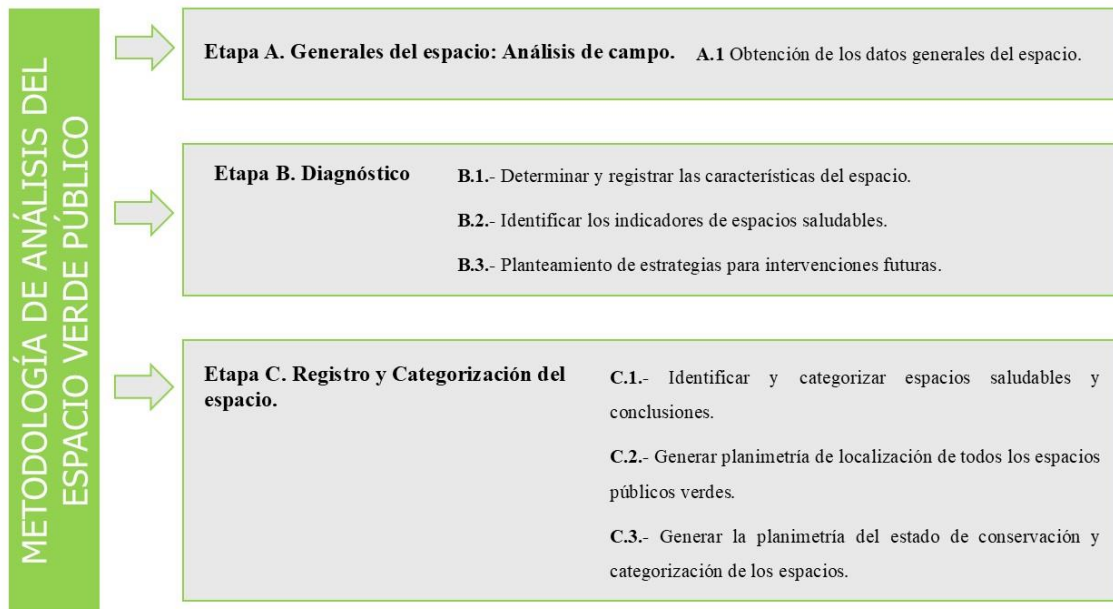 METODOLOGÍA DE ANÁLISIS DEL
ESPACIO VERDE PÚBLICO
Etapa A. Generales del espacio: Análisis de campo. A.1 Obtención de los datos generales del espacio.
Etapa B. Diagnóstico
B.1.- Determinar y registrar las características del espacio.
B.2.- Identificar los indicadores de espacios saludables.
B.3.- Planteamiento de estrategias para intervenciones futuras.
Etapa C. Registro y Categorización del
espacio.
C.1.- Identificar y categorizar espacios saludables y
conclusiones.
C.2.- Generar planimetría de localización de todos los espacios
públicos verdes.
C.3.- Generar la planimetría del estado de conservación y
categorización de los espacios.